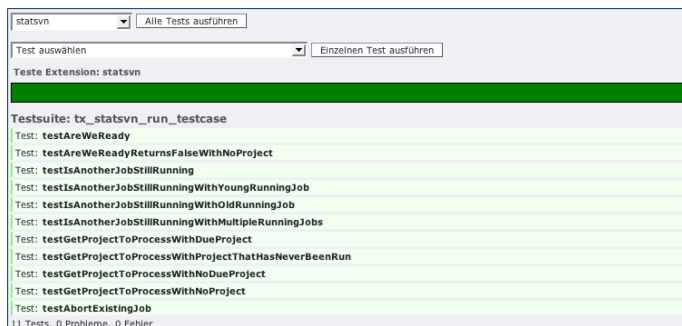 statsvn Alle Tests ausführen
Test auswählen Einzelnen Test ausführen
Teste Extension: statsvn
Testsuite: tx_statsvn_run_testcase
Test: testAreWeReady
Test: testAreWeReadyReturnsFalseWithNoProject
Test: testIsAnotherJobStillRunning
Test: testIsAnotherJobStillRunningWithYoungRunningJob
Test: testIsAnotherJobStillRunningWithOldRunningJob
Test: testIsAnotherJobStillRunningWithMultipleRunningJobs
Test: testGetProjectToProcessWithDueProject
Test: testGetProjectToProcessWithProjectThatHasNeverBeenRun
Test: testGetProjectToProcessWithNoDueProject
Test: testGetProjectToProcessWithNoProject
Test: testAbortExistingJob
11 Tests, 0 Probleme, 0 Fehler